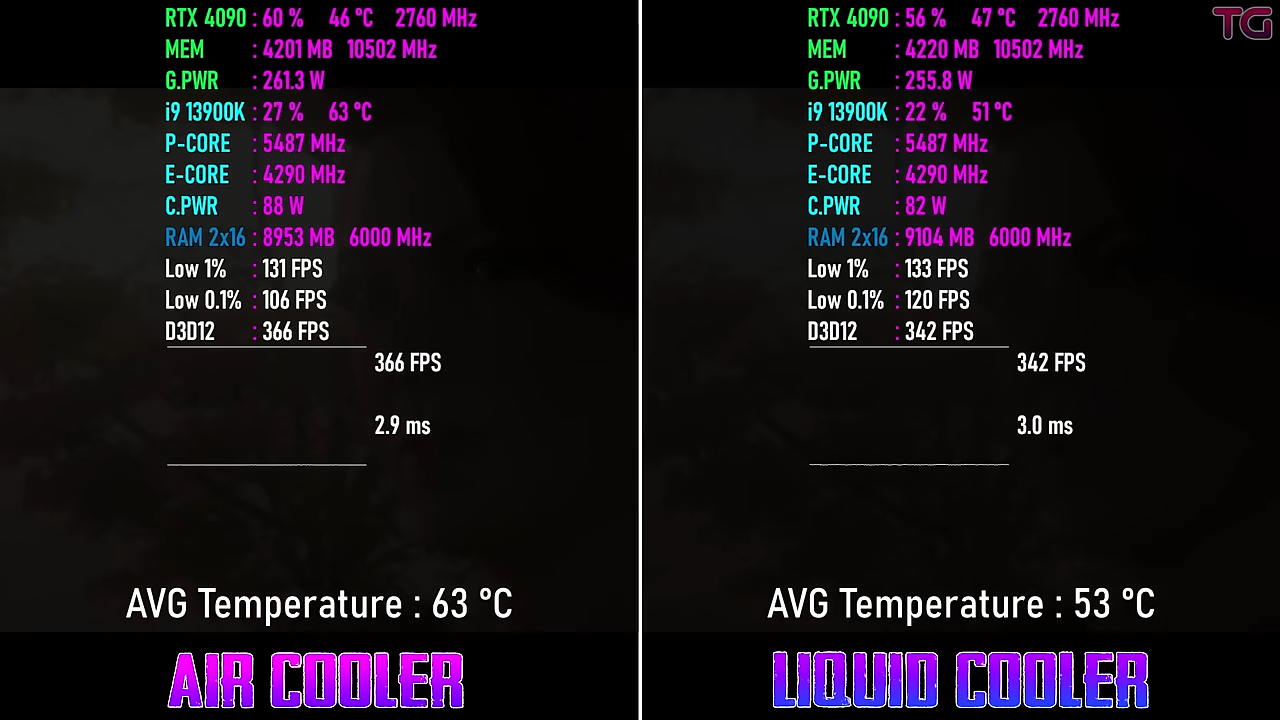 RTX 4090 : 60 % 46 °C 2760 MHz
MEM : 4201 MB 10502 MHz
G.PWR : 261.3 W
i9 13900K : 27 % 63 °C
P-CORE : 5487 MHz
E-CORE : 4290 MHz
C.PWR : 88 W
RAM 2x16 : 8953 MB 6000 MHz
Low 1% : 131 FPS
Low 0.1% : 106 FPS
D3D12 : 366 FPS
366 FPS
2.9 ms
AVG Temperature : 63 °C
AIR COOLER
RTX 4090 : 56 % 47 °C 2760 MHz
MEM : 4220 MB 10502 MHz
G.PWR : 255.8 W
i9 13900K : 22 % 51 °C
P-CORE : 5487 MHz
E-CORE : 4290 MHz
C.PWR : 82 W
RAM 2x16 : 9104 MB 6000 MHz
Low 1% : 133 FPS
Low 0.1% : 120 FPS
D3D12 : 342 FPS
342 FPS
3.0 ms
AVG Temperature : 53 °C
LIQUID COOLER
TG